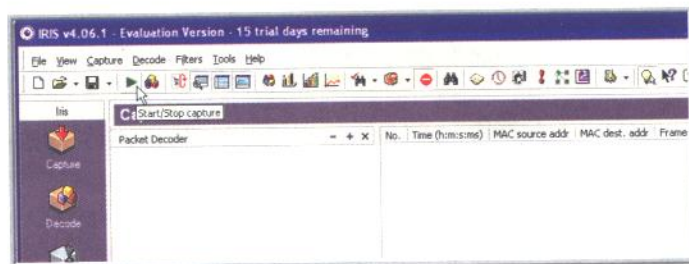 IRIS v4.06.1 - Evaluation Version - 15 trial days remaining
File View Capture Decode Filters Tools Help
Iris
Start/Stop capture
Packet Decoder
No. Time (h:m:s:ms) MAC source addr MAC dest. addr Frame
Capture
Decode